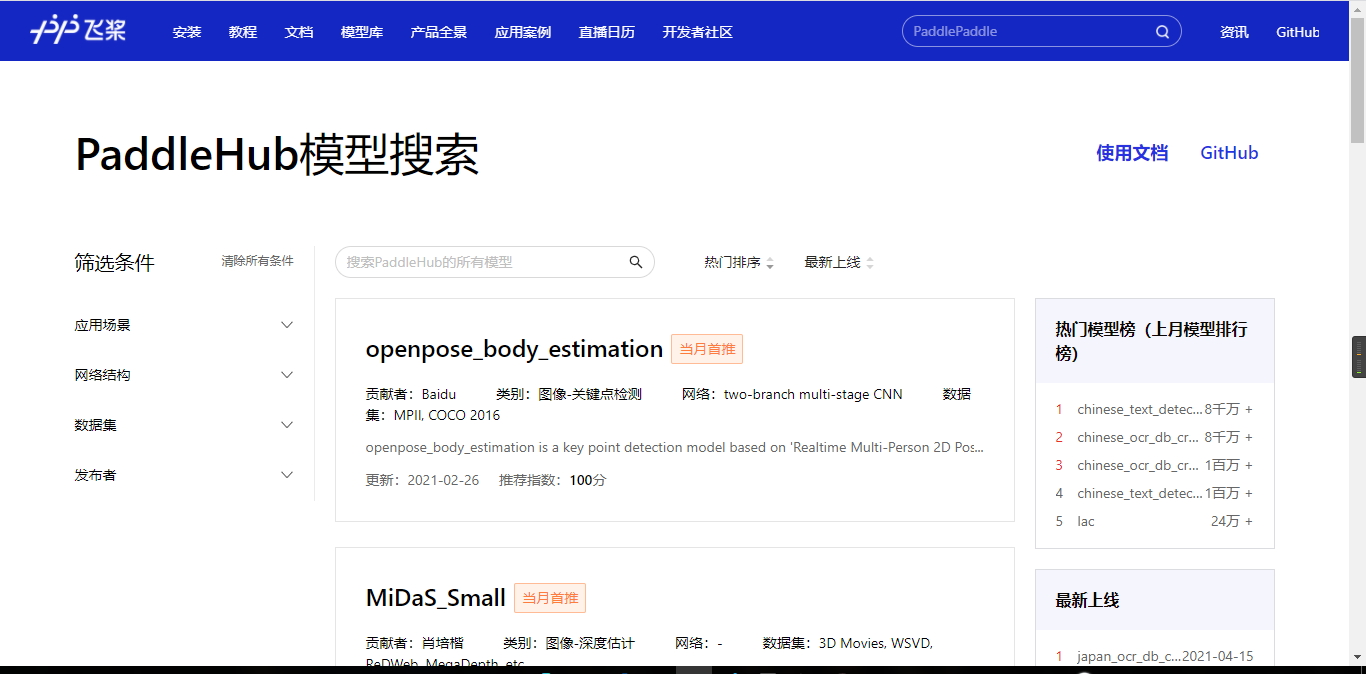 飞桨 安装 教程 文档 模型库 产品全景 应用案例 直播日历 开发者社区 PaddlePaddle 资讯 GitHub
PaddleHub模型搜索
使用文档 GitHub
筛选条件 清除所有条件
应用场景
网络结构
数据集
发布者
搜索PaddleHub的所有模型 热门排序 最新上线
openpose_body_estimation 当月首推
贡献者：Baidu 类别：图像-关键点检测 网络：two-branch multi-stage CNN 数据
集：MPII, COCO 2016
openpose_body_estimation is a key point detection model based on 'Realtime Multi-Person 2D Pos...
更新：2021-02-26 推荐指数：100分
MiDaS_Small 当月首推
贡献者：肖培楷 类别：图像-深度估计 网络：- 数据集：3D Movies, WSVD,
ReDWeb, MegaDepth, etc
热门模型榜（上月模型排行
榜）
1 chinese_text_detec...8千万 +
2 chinese_ocr_db_cr... 8千万 +
3 chinese_ocr_db_cr... 1百万 +
4 chinese_text_detec...1百万 +
5 lac 24万 +
最新上线
1 japan_ocr_db_c...2021-04-15